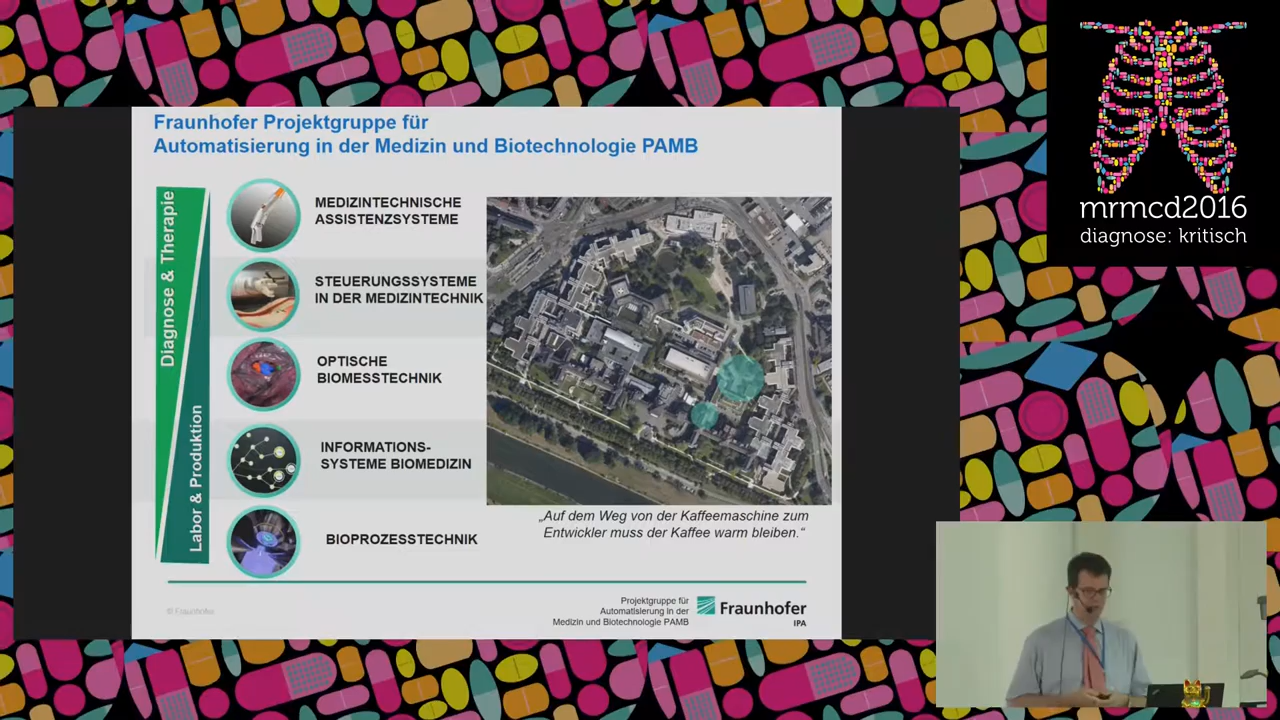 Fraunhofer Projektgruppe für
Automatisierung in der Medizin und Biotechnologie PAMB
Diagnose & Therapie
Labor & Produktion
MEDIZINTECHNISCHE
ASSISTENZSYSTEME
STEUERUNGSSYSTEME
IN DER MEDIZINTECHNIK
OPTISCHE
BIOMESSTECHNIK
INFORMATIONS-
SYSTEME BIOMEDIZIN
BIOPROZESSTECHNIK
„Auf dem Weg von der Kaffeemaschine zum
Entwickler muss der Kaffee warm bleiben.“
© Fraunhofer
Projektgruppe für
Automatisierung in der
Medizin und Biotechnologie PAMB
Fraunhofer
IPA
mrmcd2016
diagnose: kritisch